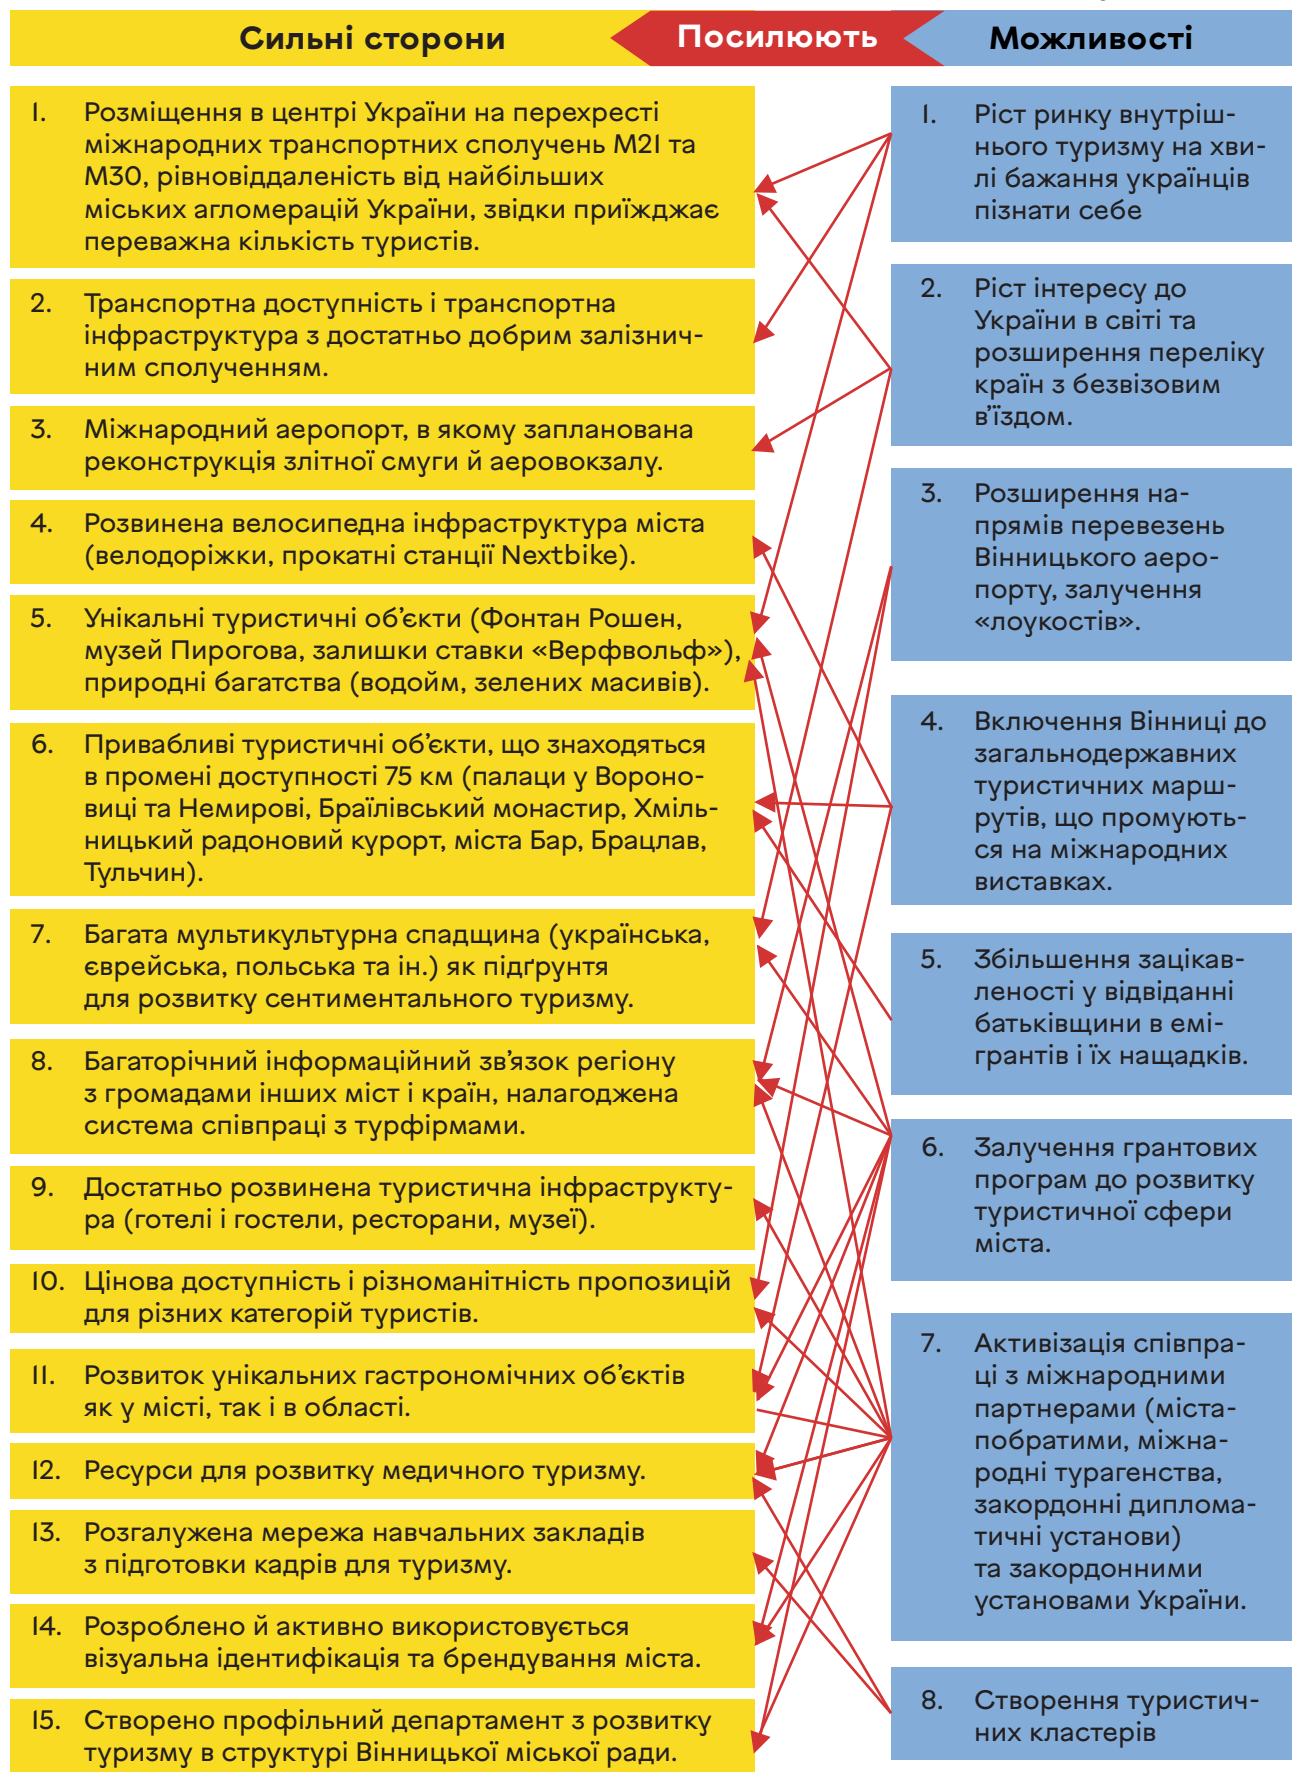 Сильні сторони
Посилюють
Можливості
1. Розміщення в центрі України на перехресті
міжнародних транспортних сполучень М21 та
М30, рівновіддаленість від найбільших
міських агломерацій України, звідки приїжджає
переважна кількість туристів.
2. Транспортна доступність і транспортна
інфраструктура з достатньо добрим залізнич-
ним сполученням.
3. Міжнародний аеропорт, в якому запланована
реконструкція злітної смуги й аеровокзалу.
4. Розвинена велосипедна інфраструктура міста
(велодоріжки, прокатні станції Nextbike).
5. Унікальні туристичні об’єкти (Фонтан Рошен,
музей Пирогова, залишки ставки «Верфвольф»),
природні багатства (водойм, зелених масивів).
6. Привабливі туристичні об’єкти, що знаходяться
в промені доступності 75 км (палаци у Вороно-
виці та Немирові, Браїлівський монастир, Хміль-
ницький радоновий курорт, міста Бар, Брацлав,
Тульчин).
7. Багата мультикультурна спадщина (українська,
єврейська, польська та ін.) як підґрунтя
для розвитку сентиментального туризму.
8. Багаторічний інформаційний зв’язок регіону
з громадами інших міст і країн, налагоджена
система співпраці з турфірмами.
9. Достатньо розвинена туристична інфраструкту-
ра (готелі і гостели, ресторани, музеї).
10. Цінова доступність і різноманітність пропозицій
для різних категорій туристів.
11. Розвиток унікальних гастрономічних об’єктів
як у місті, так і в області.
12. Ресурси для розвитку медичного туризму.
13. Розгалужена мережа навчальних закладів
з підготовки кадрів для туризму.
14. Розроблено й активно використовується
візуальна ідентифікація та брендування міста.
15. Створено профільний департамент з розвитку
туризму в структурі Вінницької міської ради.
1. Ріст ринку внутріш-
нього туризму на хви-
лі бажання українців
пізнати себе
2. Ріст інтересу до
України в світі та
розширення переліку
країн з безвізовим
в’їздом.
3. Розширення на-
прямів перевезень
Вінницького аеро-
порту, залучення
«лоукостів».
4. Включення Вінниці до
загальнодержавних
туристичних марш-
рутів, що промують-
ся на міжнародних
виставках.
5. Збільшення зацікав-
леності у відвіданні
батьківщини в емі-
грантів і їх нащадків.
6. Залучення грантових
програм до розвитку
туристичної сфери
міста.
7. Активізація співпра-
ці з міжнародними
партнерами (міста-
побратими, міжна-
родні турагенства,
закордонні диплома-
тичні установи)
та закордонними
установами України.
8. Створення туристич-
них кластерів